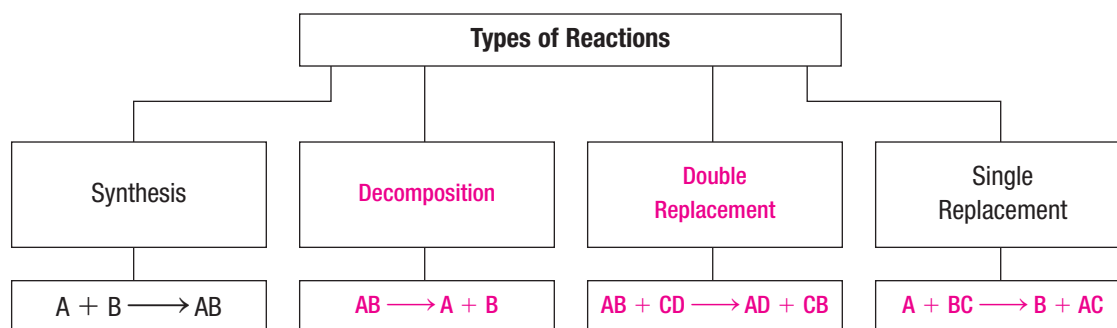 Types of Reactions
Synthesis
Decomposition
Double
Replacement
Single
Replacement
A + B ⟶ AB
AB ⟶ A + B
AB + CD ⟶ AD + CB
A + BC ⟶ B + AC